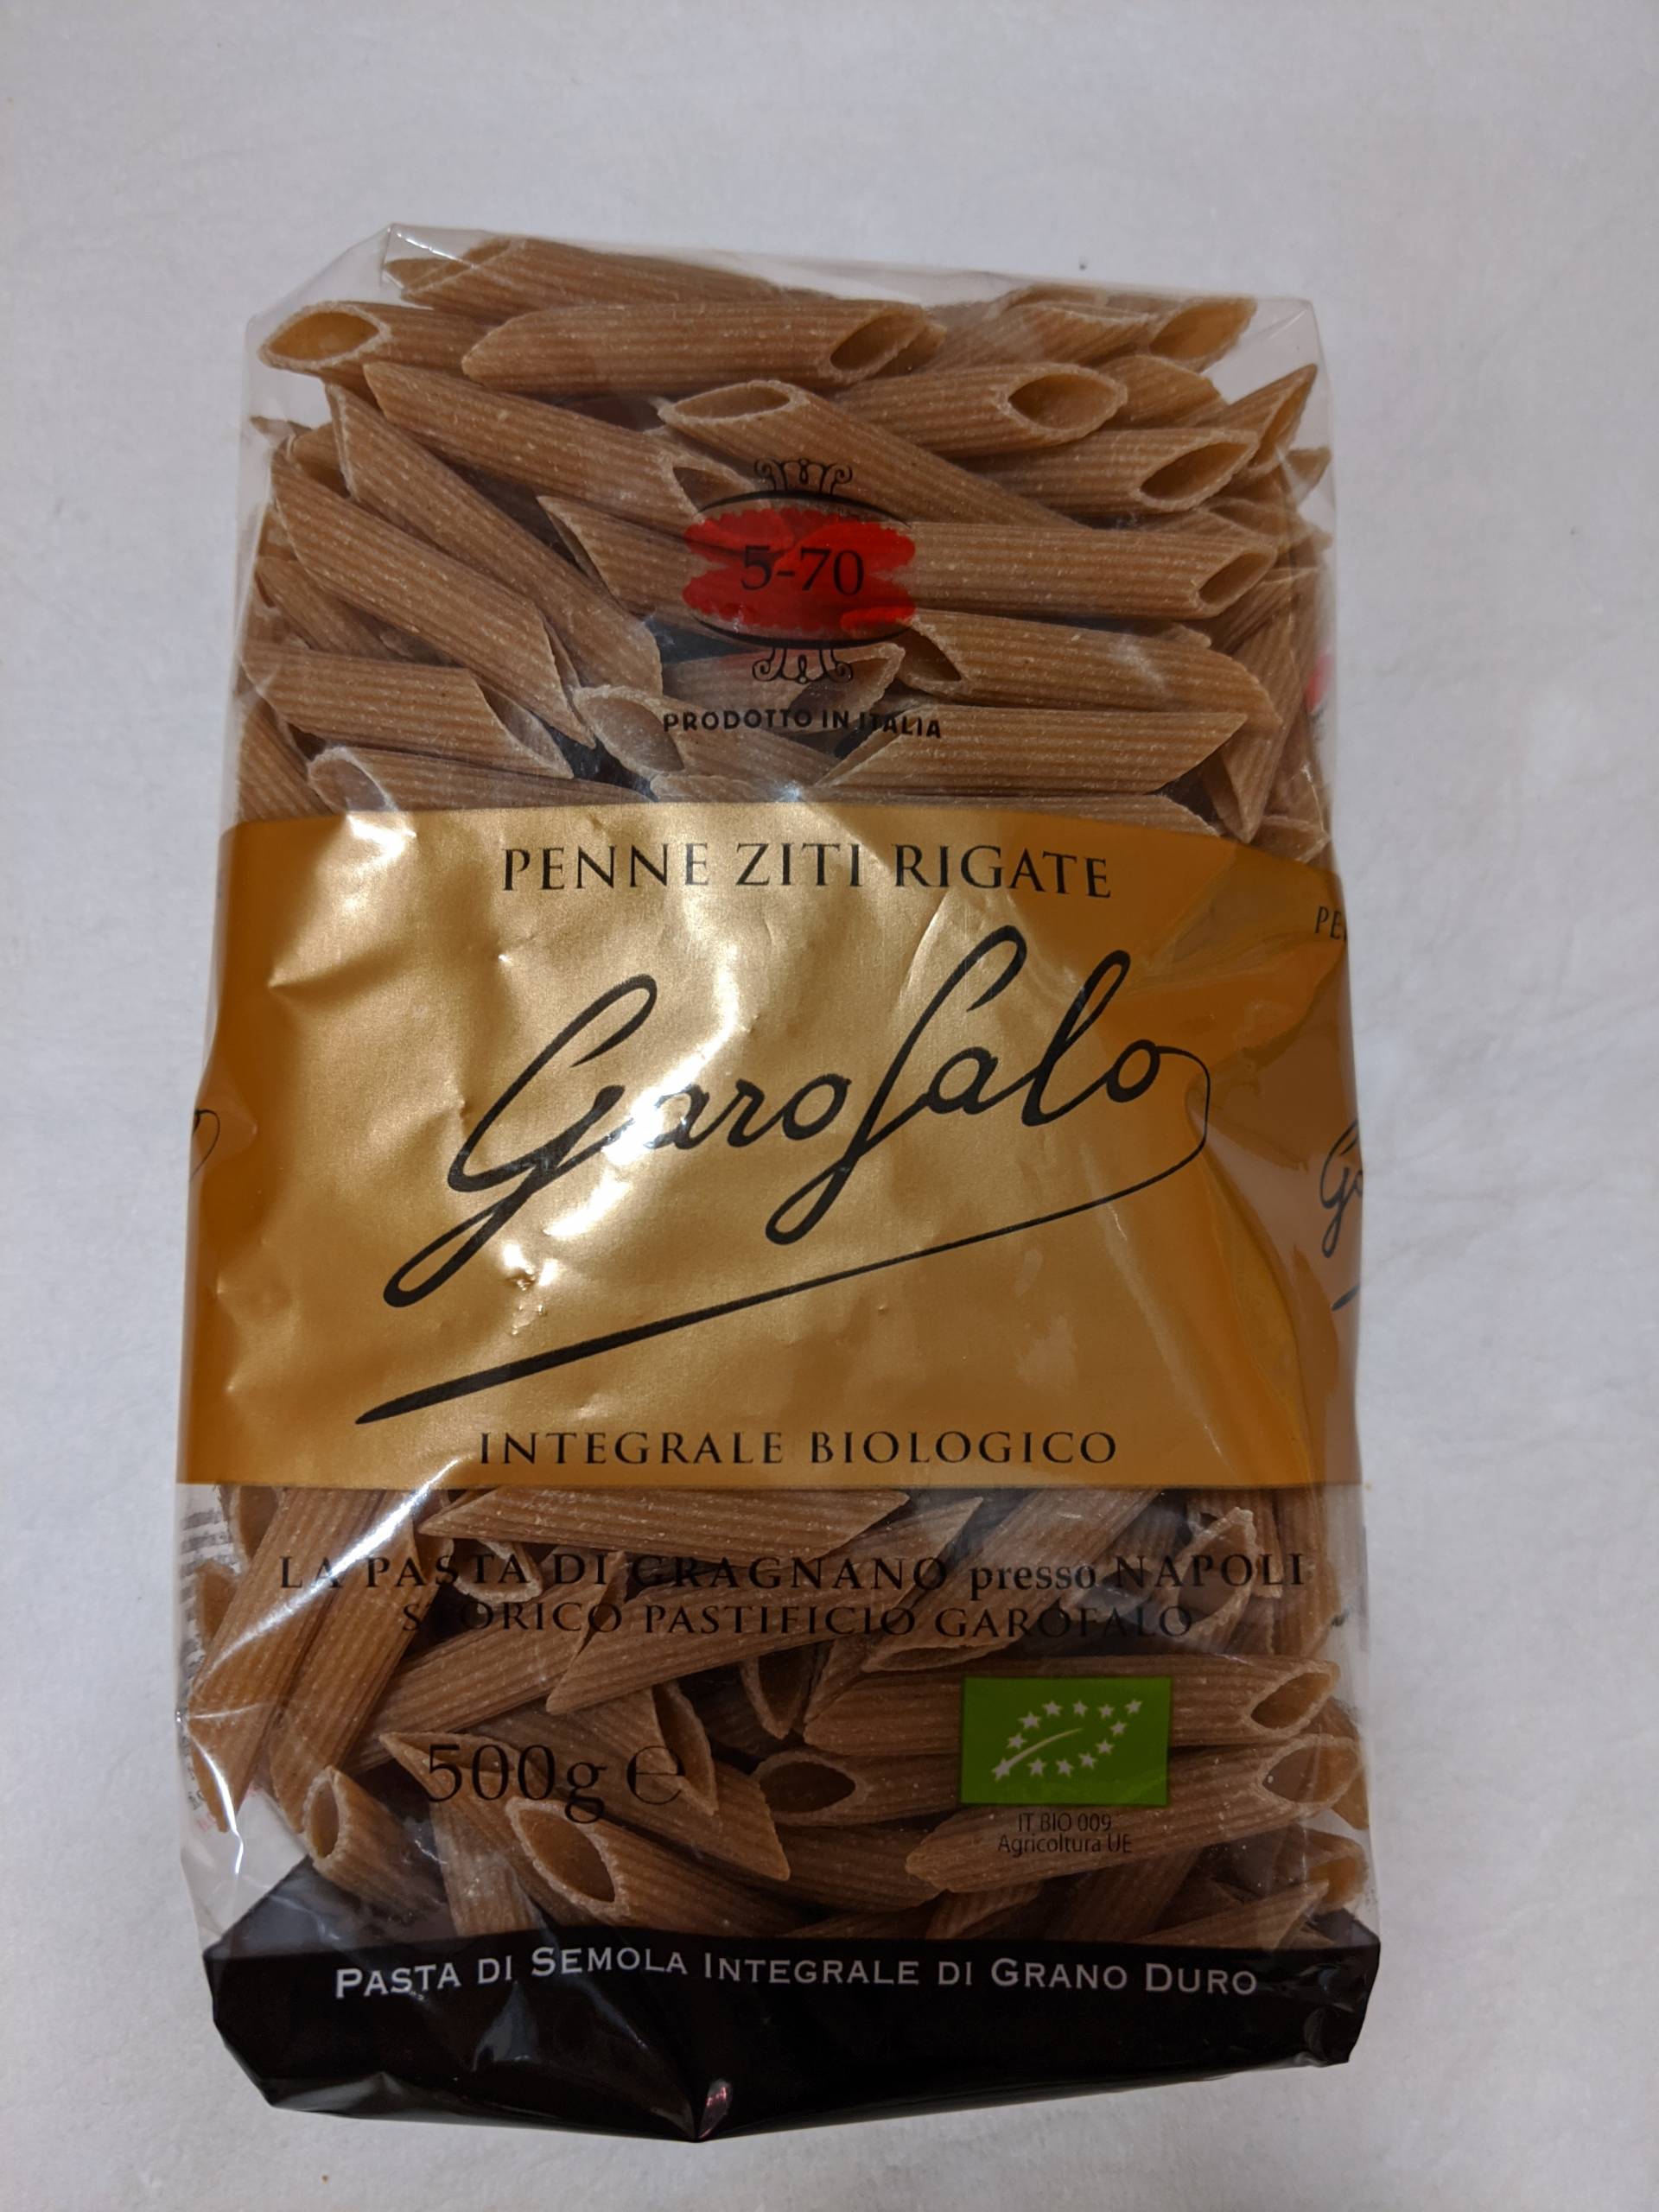 5-70
PRODOTTO IN ITALIA
PENNE ZITI RIGATE
Garofalo
INTEGRALE BIOLOGICO
LA PASTA DI GRAGNANO presso NAPOLI
STORICO PASTIFICIO GAROFALO
500g ℮
IT BIO 009
Agricoltura UE
PASTA DI SEMOLA INTEGRALE DI GRANO DURO